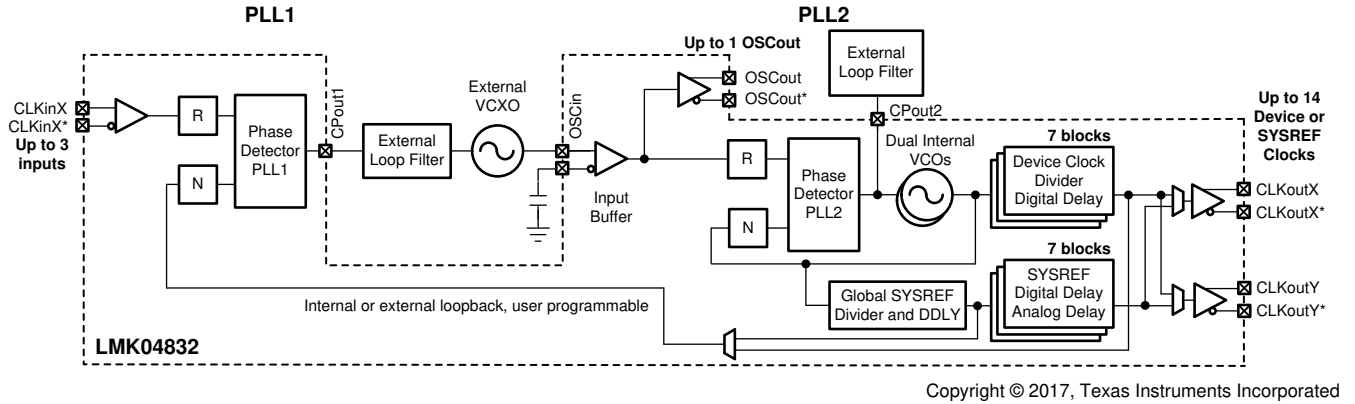 PLL1
PLL2
CLKinX
CLKinX*
Up to 3
inputs
R
N
Phase
Detector
PLL1
CPout1
External
Loop Filter
External
VCXO
OSCin
Input
Buffer
Up to 1 OSCout
OSCout
OSCout*
External
Loop Filter
CPout2
R
N
Phase
Detector
PLL2
Dual Internal
VCOs
7 blocks
Device Clock
Divider
Digital Delay
7 blocks
SYSREF
Digital Delay
Analog Delay
Global SYSREF
Divider and DDLY
Up to 14
Device or
SYSREF
Clocks
CLKoutX
CLKoutX*
CLKoutY
CLKoutY*
Internal or external loopback, user programmable
LMK04832
Copyright © 2017, Texas Instruments Incorporated